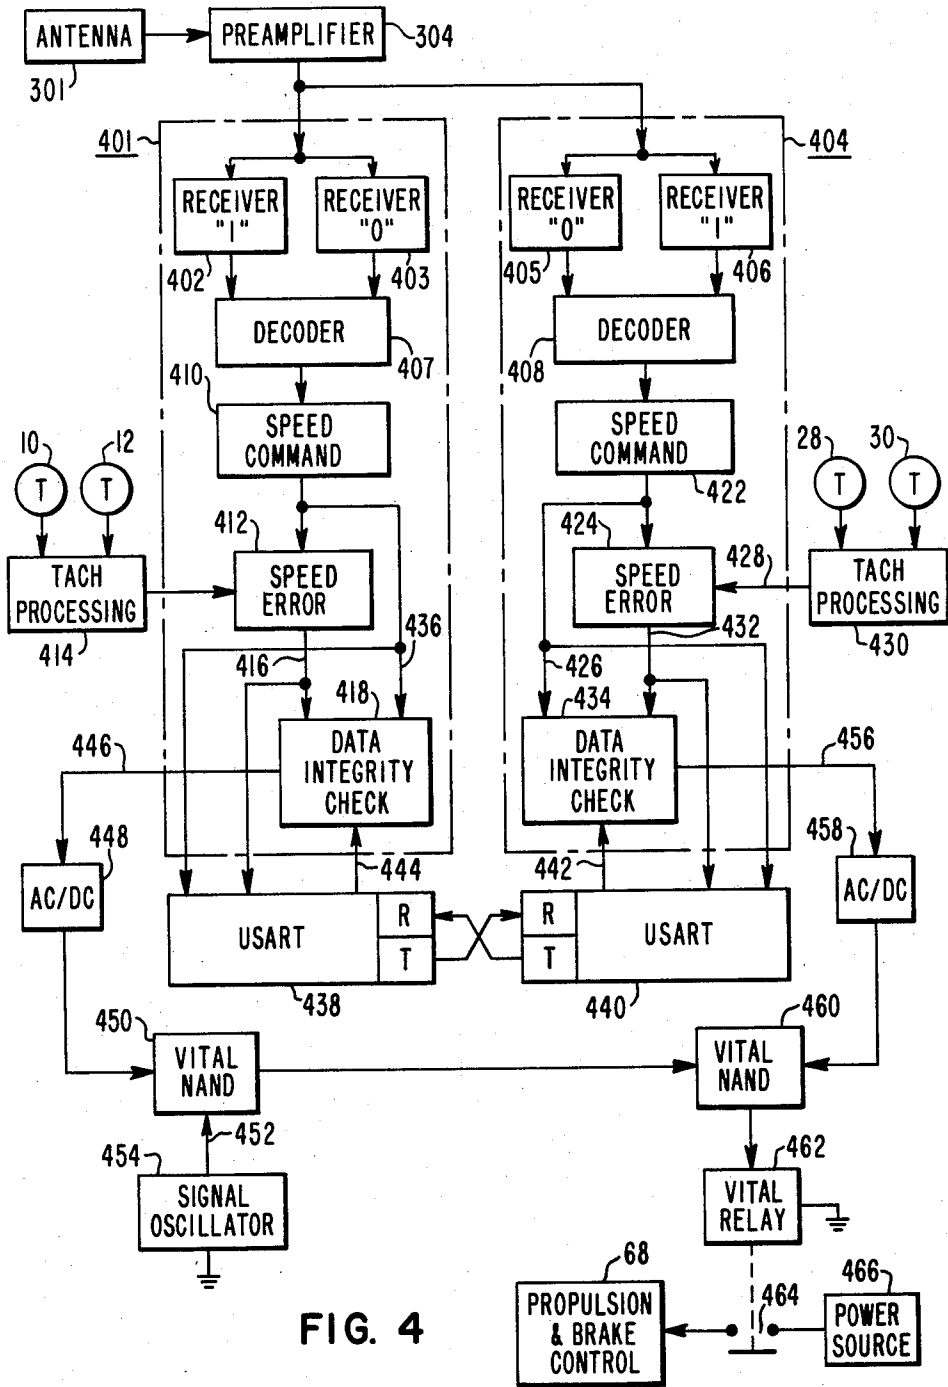 ANTENNA
301
PREAMPLIFIER
304
401
404
RECEIVER
"1"
402
RECEIVER
"0"
403
RECEIVER
"0"
405
RECEIVER
"1"
406
DECODER
407
DECODER
408
410
SPEED
COMMAND
SPEED
COMMAND
422
10
12
T
T
28
30
T
T
TACH
PROCESSING
414
412
SPEED
ERROR
424
SPEED
ERROR
428
TACH
PROCESSING
430
416
436
426
432
418
DATA
INTEGRITY
CHECK
434
DATA
INTEGRITY
CHECK
446
456
448
AC/DC
458
AC/DC
444
442
USART
R
T
438
R
T
USART
440
450
VITAL
NAND
460
VITAL
NAND
452
454
SIGNAL
OSCILLATOR
462
VITAL
RELAY
68
PROPULSION
& BRAKE
CONTROL
464
466
POWER
SOURCE
FIG. 4